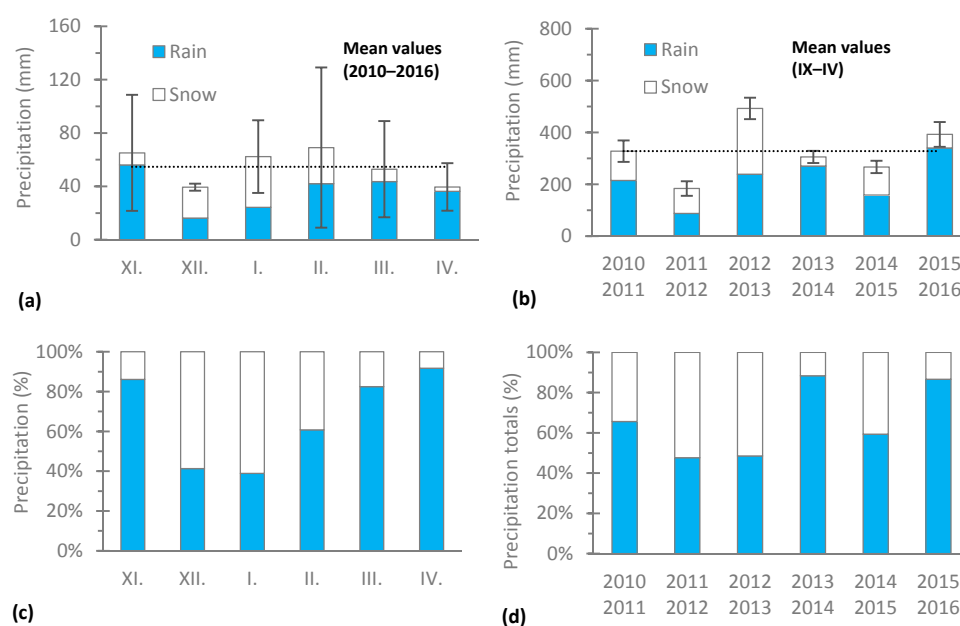 160
120
80
40
0
Precipitation (mm)
Rain
Snow
Mean values
(2010–2016)
XI. XII. I. II. III. IV.
(a)
800
600
400
200
0
Precipitation (mm)
Rain
Snow
Mean values
(IX–IV)
2010 2011 2012 2013 2014 2015
2011 2012 2013 2014 2015 2016
(b)
100%
80%
60%
40%
20%
0%
Precipitation (%)
XI. XII. I. II. III. IV.
(c)
100%
80%
60%
40%
20%
0%
Precipitation totals (%)
2010 2011 2012 2013 2014 2015
2011 2012 2013 2014 2015 2016
(d)